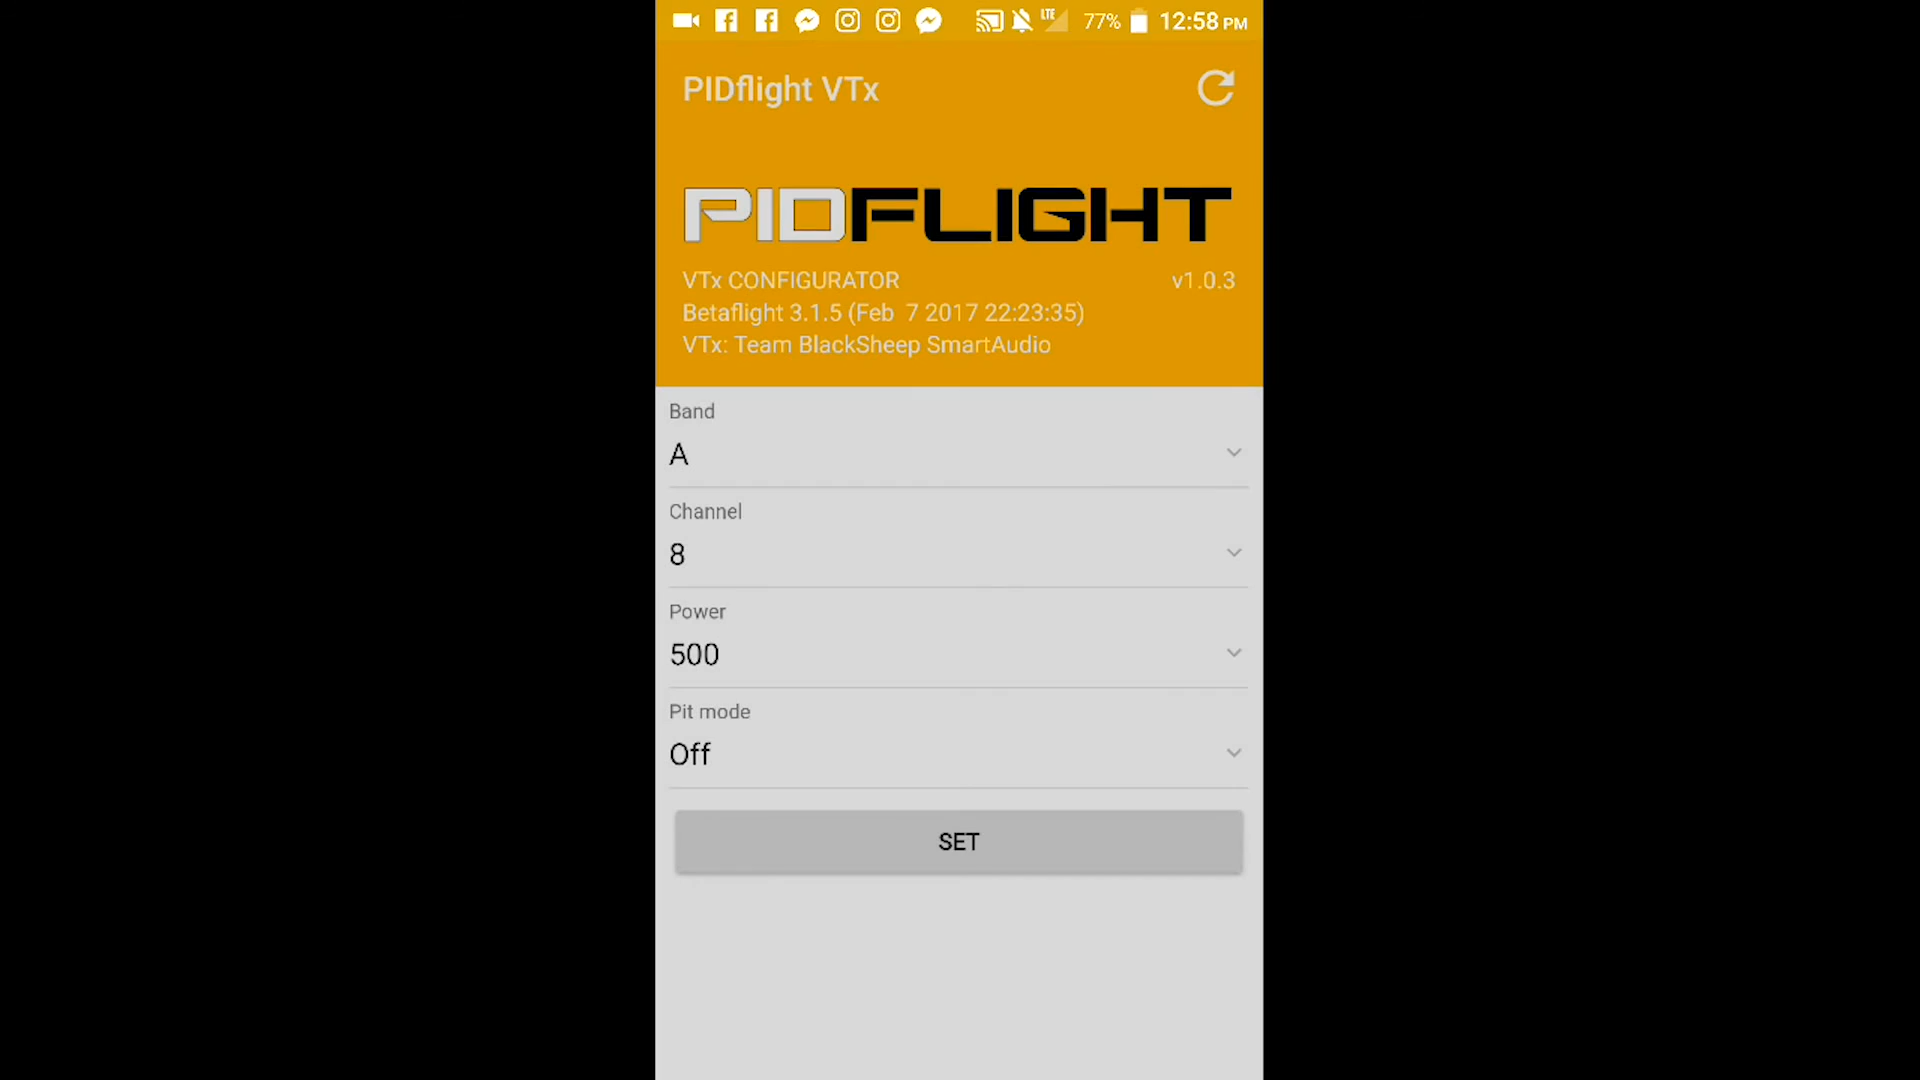 LTE 77% 12:58 PM
PIDflight VTx
PIDFLIGHT
VTx CONFIGURATOR v1.0.3
Betaflight 3.1.5 (Feb 7 2017 22:23:35)
VTx: Team BlackSheep SmartAudio
Band
A
Channel
8
Power
500
Pit mode
Off
SET